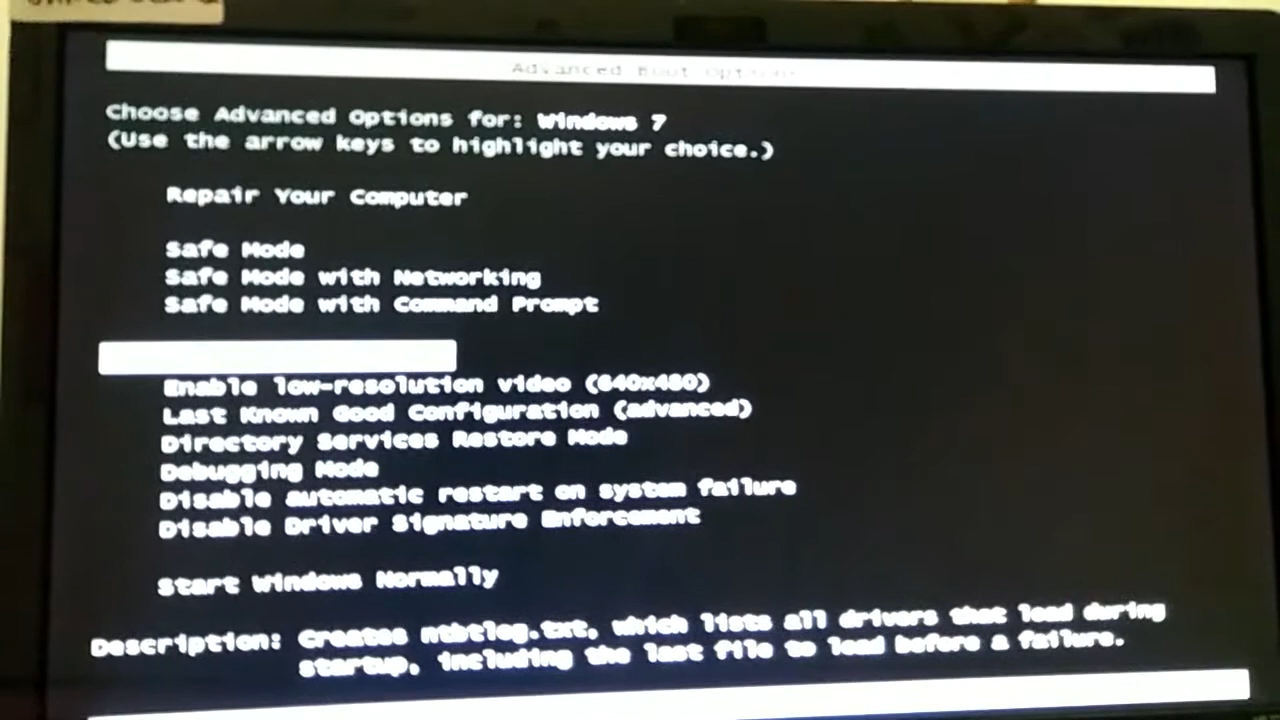 Advanced Boot Options
Choose Advanced Options for: Windows 7
(Use the arrow keys to highlight your choice.)
Repair Your Computer
Safe Mode
Safe Mode with Networking
Safe Mode with Command Prompt
Enable low-resolution video (640x480)
Last Known Good Configuration (advanced)
Directory Services Restore Mode
Debugging Mode
Disable automatic restart on system failure
Disable Driver Signature Enforcement
Start Windows Normally
Description: Creates ntbtlog.txt, which lists all drivers that load during
startup, including the last file to load before a failure.